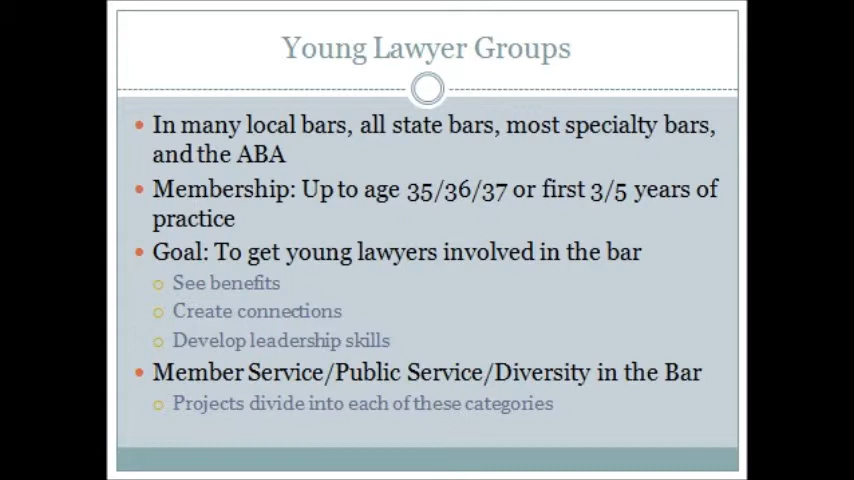 Young Lawyer Groups
In many local bars, all state bars, most specialty bars,
and the ABA
Membership: Up to age 35/36/37 or first 3/5 years of
practice
Goal: To get young lawyers involved in the bar
See benefits
Create connections
Develop leadership skills
Member Service/Public Service/Diversity in the Bar
Projects divide into each of these categories